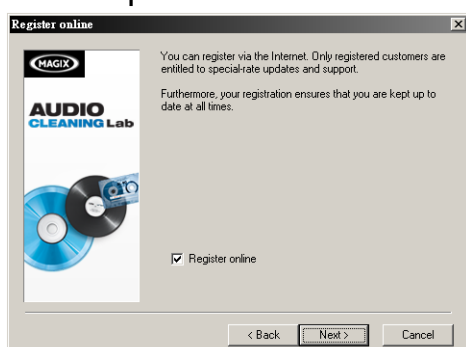 Register online
You can register via the Internet. Only registered customers are
entitled to special-rate updates and support.
Furthermore, your registration ensures that you are kept up to
date at all times.
MAGIX
AUDIO
CLEANING Lab
Register online
< Back
Next >
Cancel